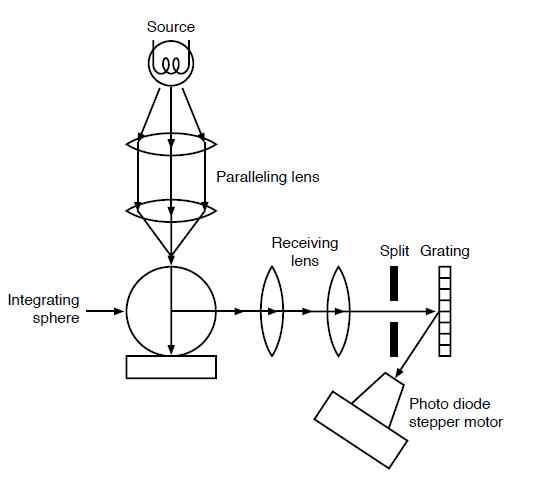 Source
Paralleling lens
Receiving
lens
Split Grating
Integrating
sphere
Photo diode
stepper motor